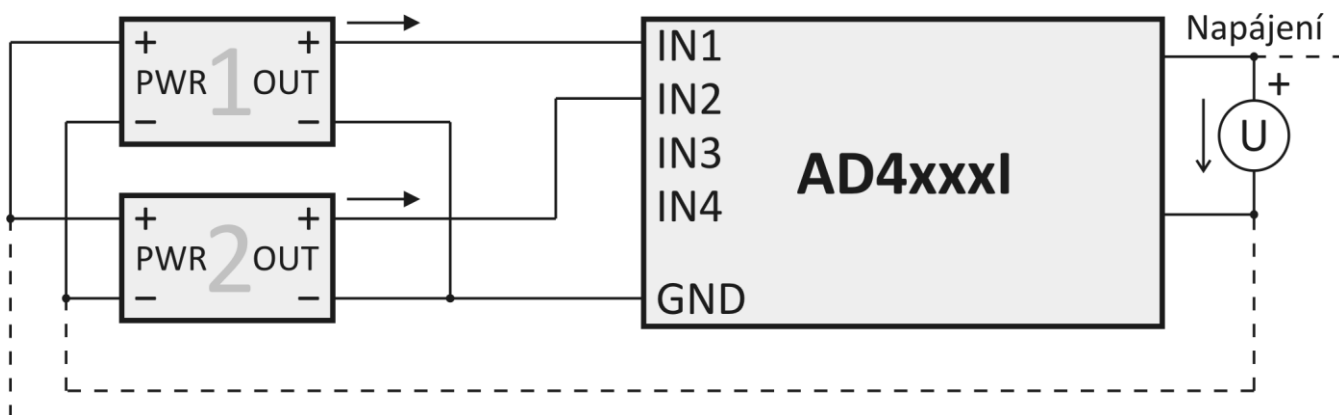 Napájení
+ +
PWR 1 OUT
− −
+ +
PWR 2 OUT
− −
IN1
IN2
IN3
IN4
GND
AD4xxxI
+
U